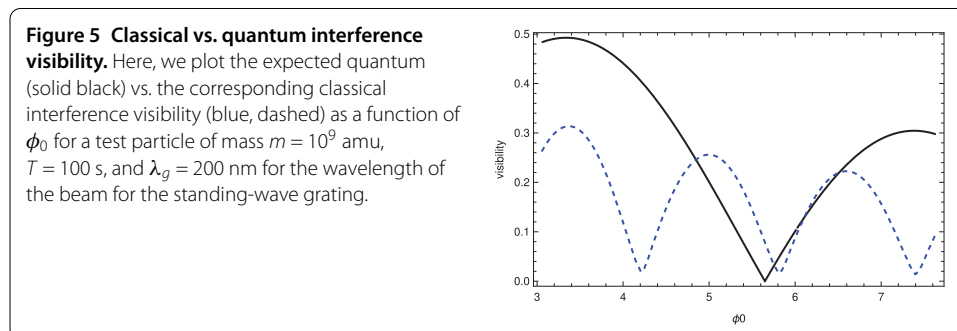 Figure 5 Classical vs. quantum interference
visibility. Here, we plot the expected quantum
(solid black) vs. the corresponding classical
interference visibility (blue, dashed) as a function of
ϕ0 for a test particle of mass m = 10⁹ amu,
T = 100 s, and λg = 200 nm for the wavelength of
the beam for the standing-wave grating.
0.5
0.4
0.3
0.2
0.1
0.0
visibility
3 4 5 6 7
ϕ0